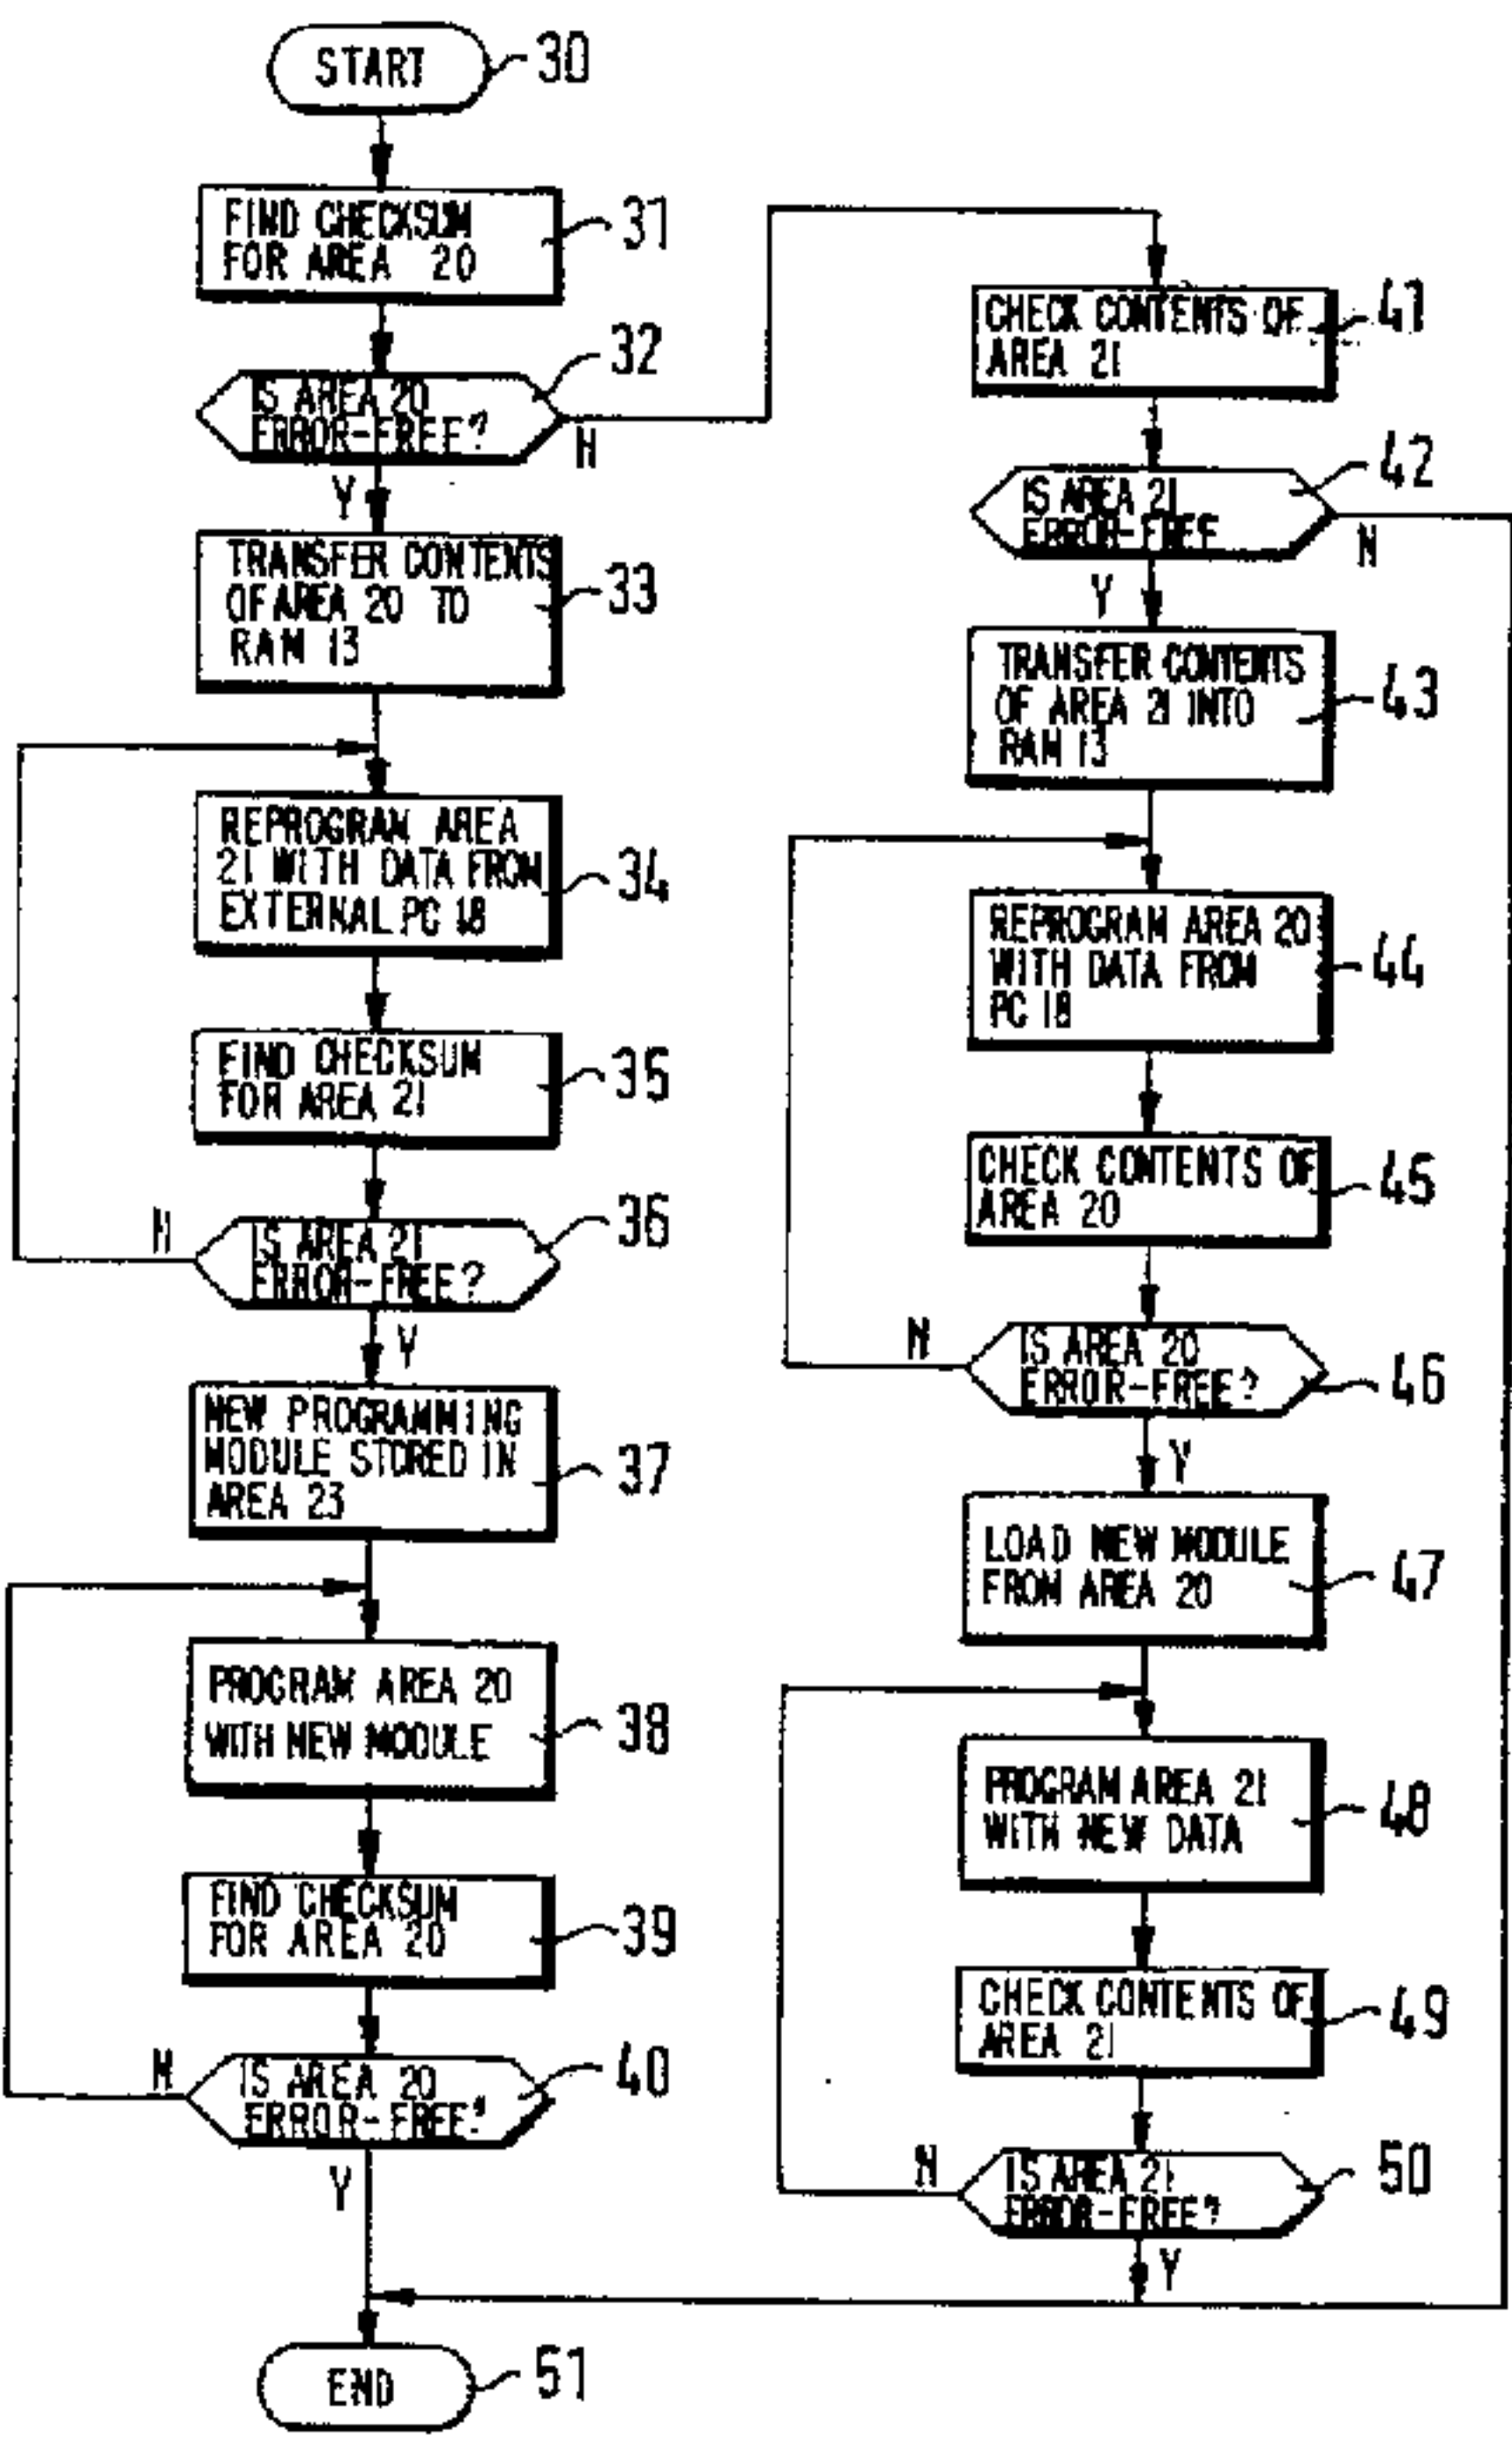 START
30
FIND CHECKSUM
FOR AREA 20
31
IS AREA 20
ERROR-FREE?
32
N
Y
TRANSFER CONTENTS
OF AREA 20 TO
RAM 13
33
REPROGRAM AREA
21 WITH DATA FROM
EXTERNAL PC 18
34
FIND CHECKSUM
FOR AREA 21
35
N
IS AREA 21
ERROR-FREE?
36
Y
NEW PROGRAMMING
MODULE STORED IN
AREA 23
37
PROGRAM AREA 20
WITH NEW MODULE
38
FIND CHECKSUM
FOR AREA 20
39
N
IS AREA 20
ERROR-FREE?
40
Y
END
51
CHECK CONTENTS OF
AREA 21
41
IS AREA 21
ERROR-FREE
42
N
Y
TRANSFER CONTENTS
OF AREA 21 INTO
RAM 13
43
REPROGRAM AREA 20
WITH DATA FROM
PC 18
44
CHECK CONTENTS OF
AREA 20
45
N
IS AREA 20
ERROR-FREE?
46
Y
LOAD NEW MODULE
FROM AREA 20
47
PROGRAM AREA 21
WITH NEW DATA
48
CHECK CONTENTS OF
AREA 21
49
N
IS AREA 21
ERROR-FREE?
50
Y